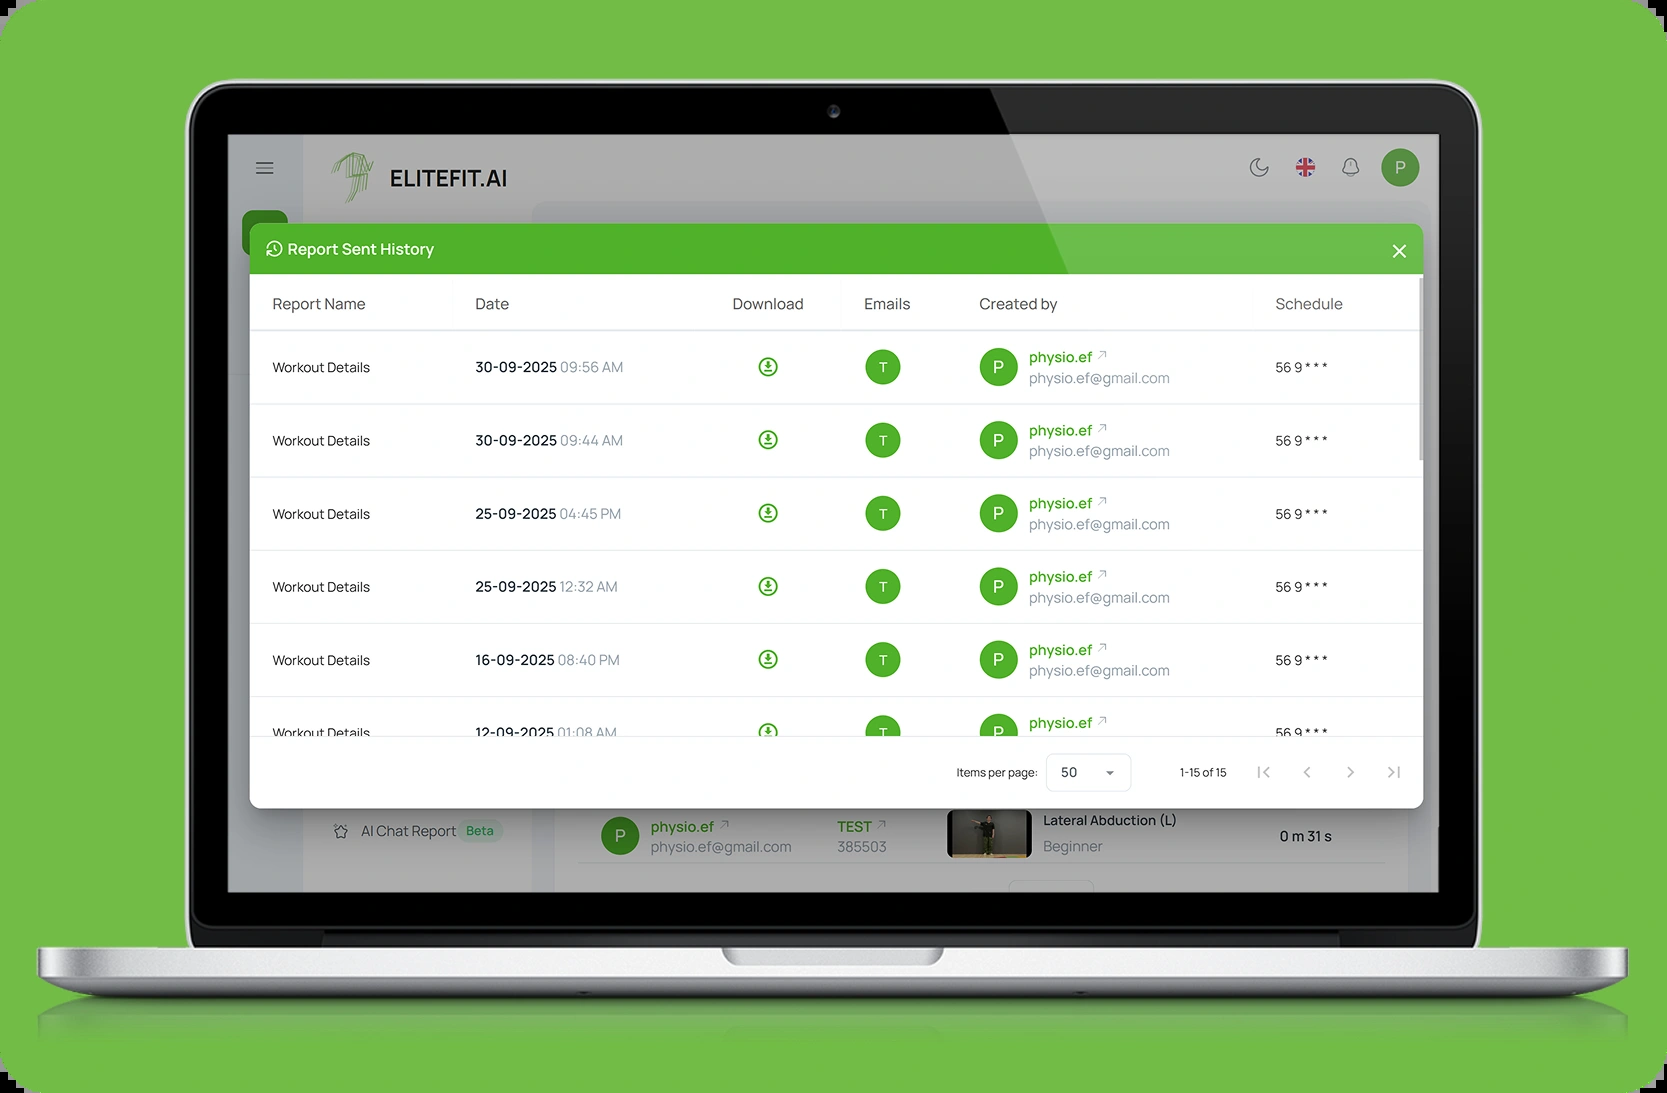 ELITEFIT.AI
P
Report Sent History
Report Name Date Download Emails Created by Schedule
Workout Details 30-09-2025 09:56 AM T P physio.ef physio.ef@gmail.com 56 9 * * *
Workout Details 30-09-2025 09:44 AM T P physio.ef physio.ef@gmail.com 56 9 * * *
Workout Details 25-09-2025 04:45 PM T P physio.ef physio.ef@gmail.com 56 9 * * *
Workout Details 25-09-2025 12:32 AM T P physio.ef physio.ef@gmail.com 56 9 * * *
Workout Details 16-09-2025 08:40 PM T P physio.ef physio.ef@gmail.com 56 9 * * *
Workout Details 12-09-2025 01:08 AM T P physio.ef 56 9 * * *
Items per page: 50 1-15 of 15
AI Chat Report Beta
P physio.ef TEST Lateral Abduction (L)
physio.ef@gmail.com 385503 Beginner 0 m 31 s